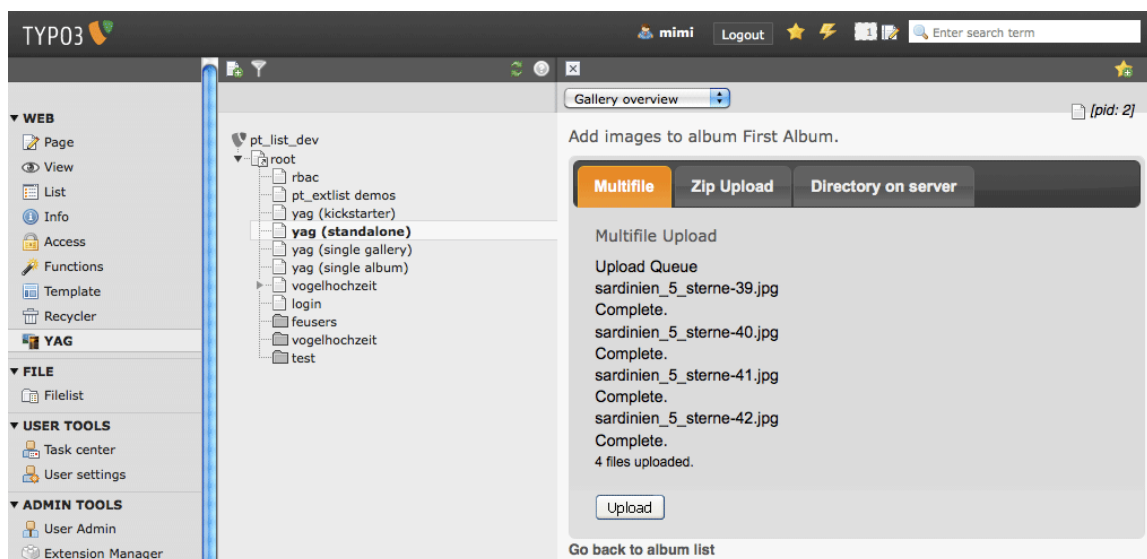 TYPO3
mimi
Logout
1
Enter search term
Gallery overview
[pid: 2]
WEB
Page
View
List
Info
Access
Functions
Template
Recycler
YAG
FILE
Filelist
USER TOOLS
Task center
User settings
ADMIN TOOLS
User Admin
Extension Manager
pt_list_dev
root
rbac
pt_extlist demos
yag (kickstarter)
yag (standalone)
yag (single gallery)
yag (single album)
vogelhochzeit
login
feusers
vogelhochzeit
test
Add images to album First Album.
Multifile
Zip Upload
Directory on server
Multifile Upload
Upload Queue
sardinien_5_sterne-39.jpg
Complete.
sardinien_5_sterne-40.jpg
Complete.
sardinien_5_sterne-41.jpg
Complete.
sardinien_5_sterne-42.jpg
Complete.
4 files uploaded.
Upload
Go back to album list